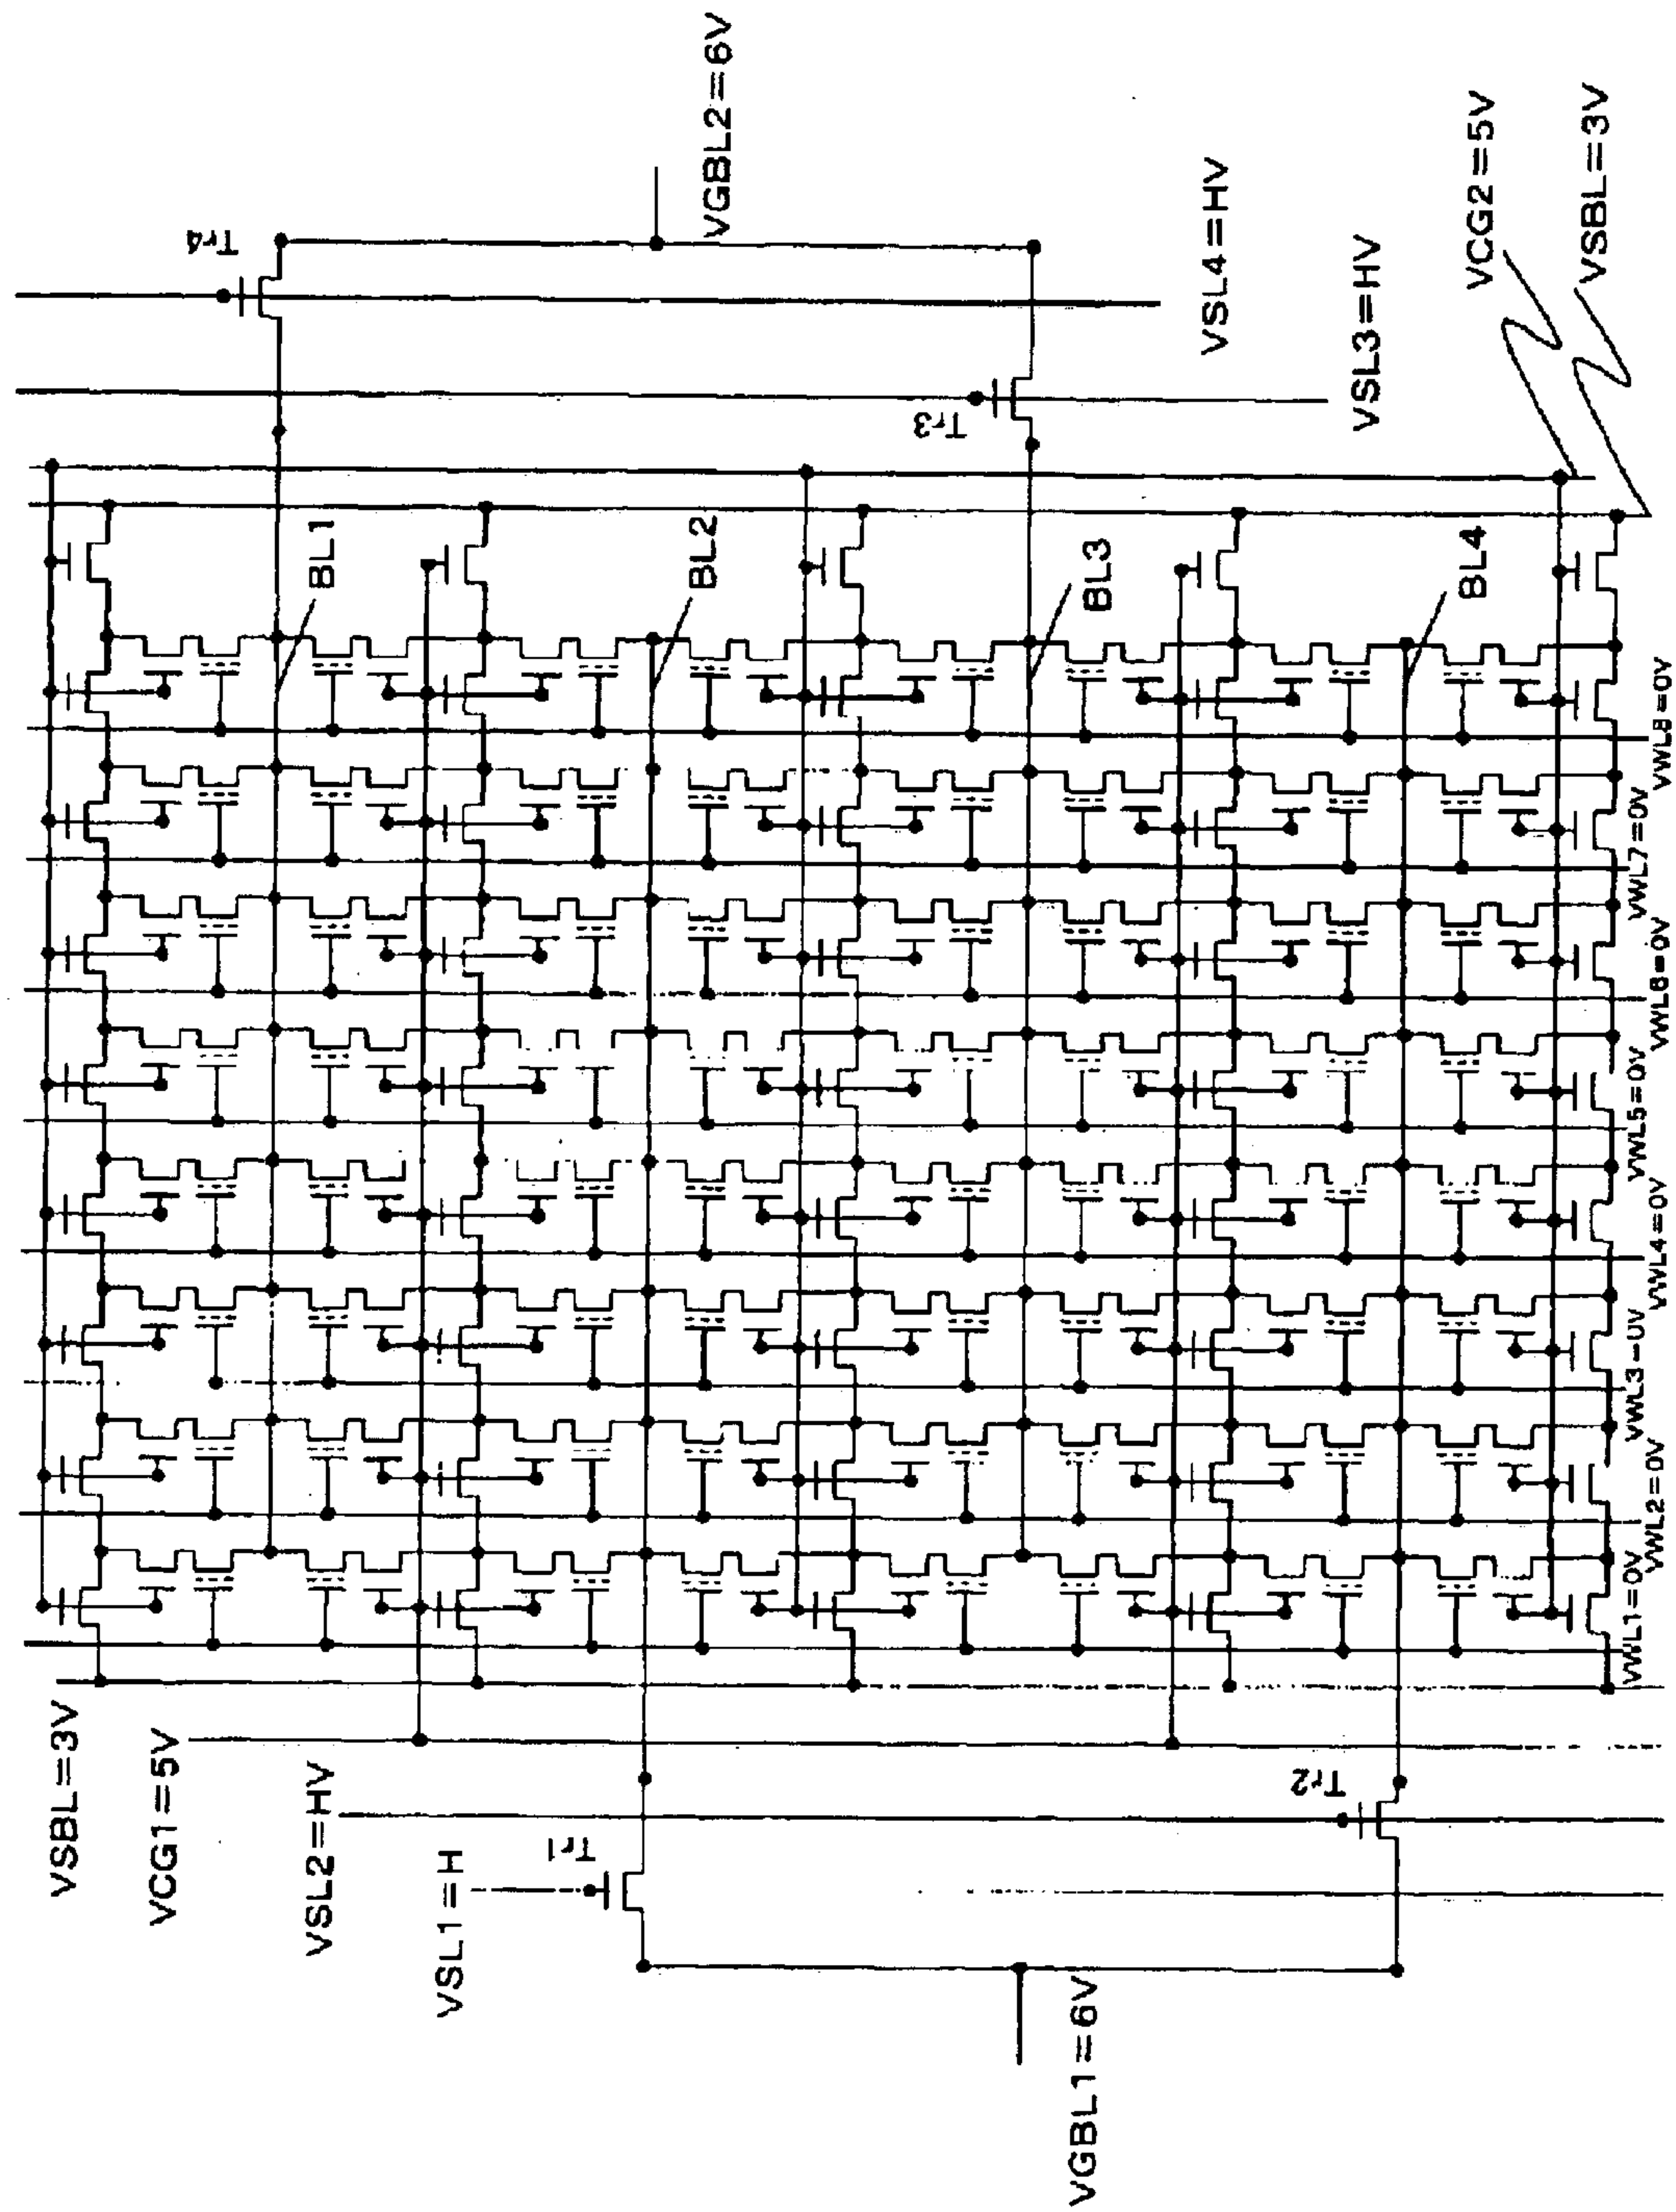 VSBL=3V
VCG1=5V
VSL2=HV
VSL1=H
Tr1
Tr2
VGBL1=6V
Tr4
VGBL2=6V
Tr3
VSL4=HV
VSL3=HV
VCG2=5V
VSBL=3V
BL1
BL2
BL3
BL4
VWL1=0V
VWL2=0V
VWL3=0V
VWL4=0V
VWL5=0V
VWL6=0V
VWL7=0V
VWL8=0V